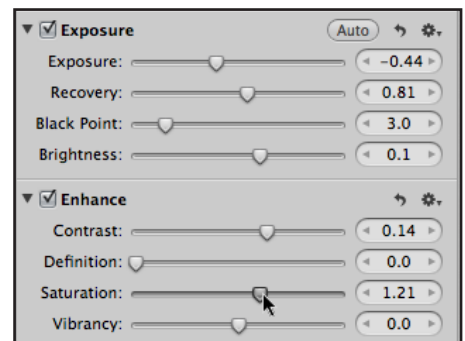 Exposure Auto
Exposure: -0.44
Recovery: 0.81
Black Point: 3.0
Brightness: 0.1
Enhance
Contrast: 0.14
Definition: 0.0
Saturation: 1.21
Vibrancy: 0.0